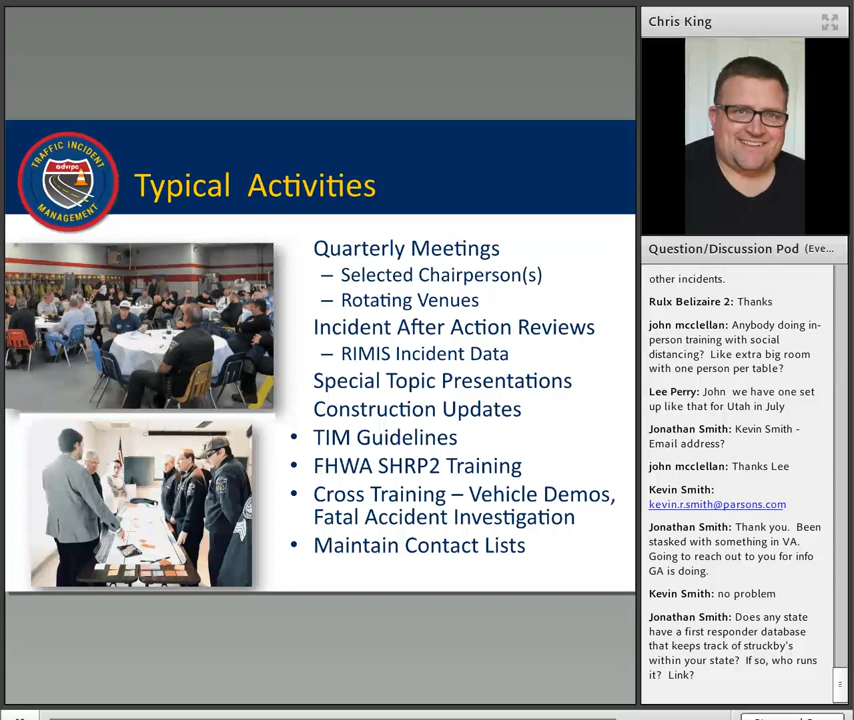 TRAFFIC INCIDENT
dvrpc
MANAGEMENT
Typical Activities
Quarterly Meetings
– Selected Chairperson(s)
– Rotating Venues
Incident After Action Reviews
– RIMIS Incident Data
Special Topic Presentations
Construction Updates
• TIM Guidelines
• FHWA SHRP2 Training
• Cross Training – Vehicle Demos,
Fatal Accident Investigation
• Maintain Contact Lists
Chris King
Question/Discussion Pod (Eve...
other incidents.
Rulx Belizaire 2: Thanks
john mcclellan: Anybody doing in-
person training with social
distancing? Like extra big room
with one person per table?
Lee Perry: John we have one set
up like that for Utah in July
Jonathan Smith: Kevin Smith -
Email address?
john mcclellan: Thanks Lee
Kevin Smith:
kevin.r.smith@parsons.com
Jonathan Smith: Thank you. Been
stasked with something in VA.
Going to reach out to you for info
GA is doing.
Kevin Smith: no problem
Jonathan Smith: Does any state
have a first responder database
that keeps track of struckby's
within your state? If so, who runs
it? Link?